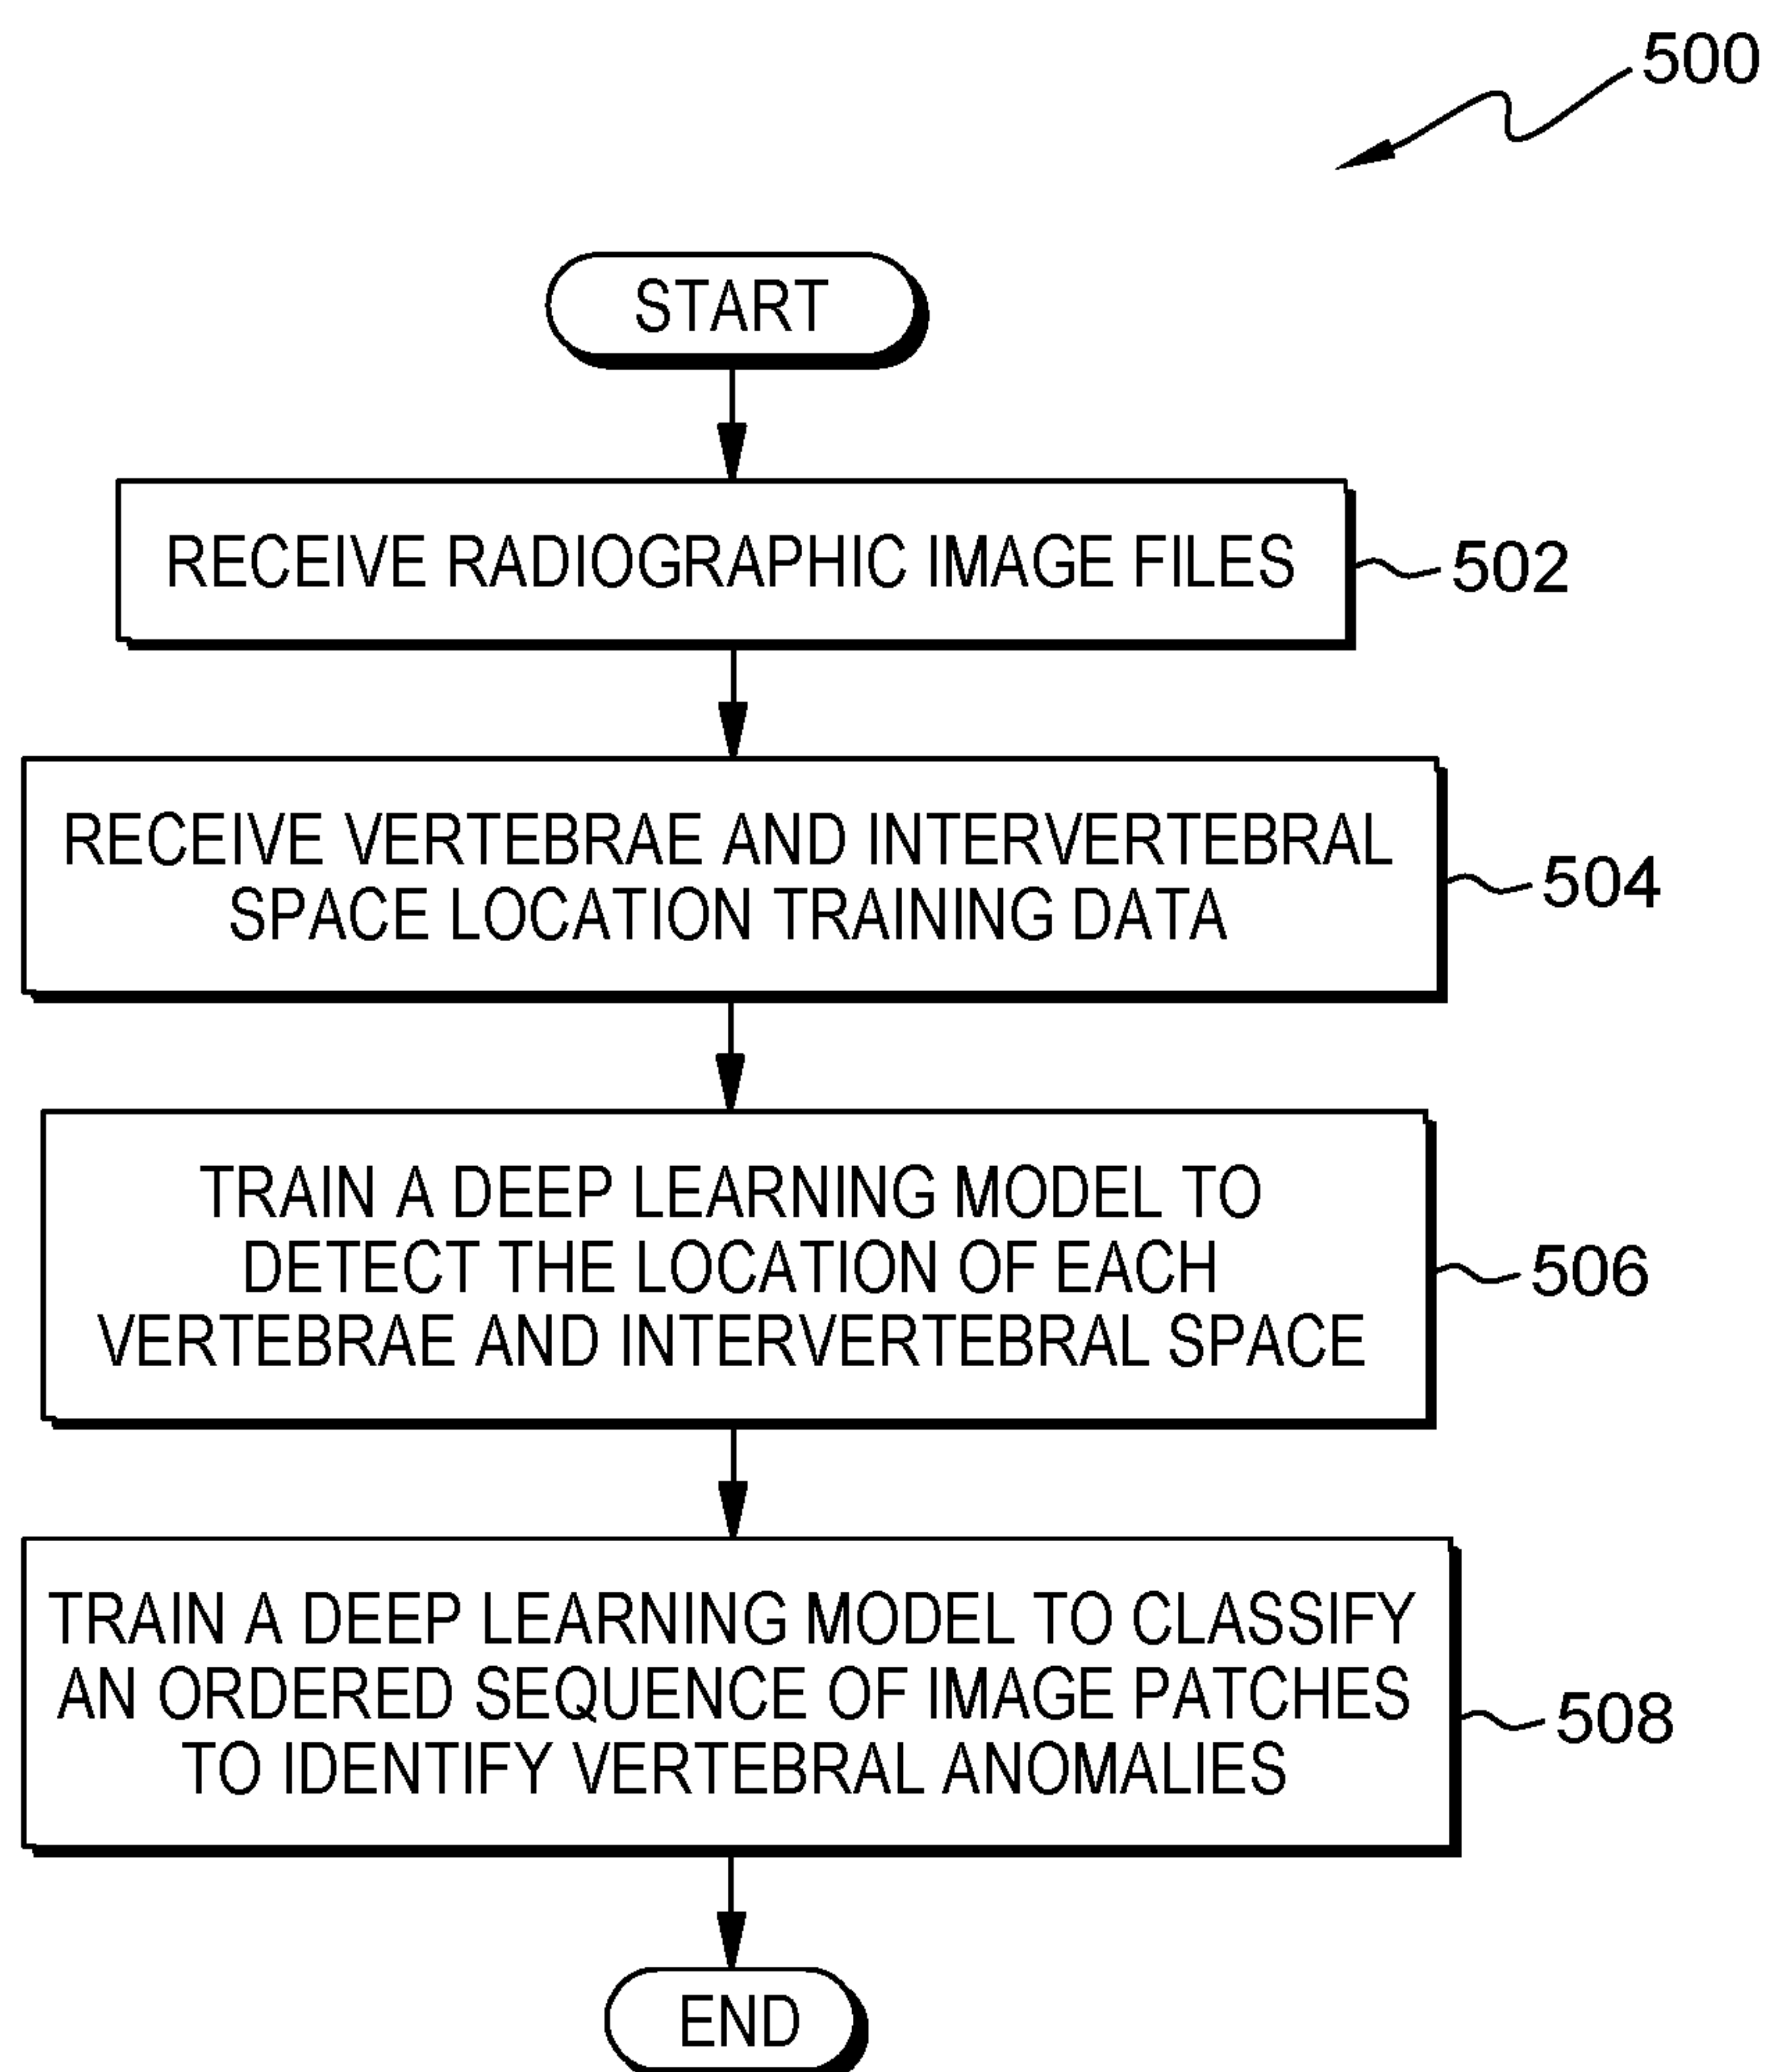 500
START
RECEIVE RADIOGRAPHIC IMAGE FILES
502
RECEIVE VERTEBRAE AND INTERVERTEBRAL
SPACE LOCATION TRAINING DATA
504
TRAIN A DEEP LEARNING MODEL TO
DETECT THE LOCATION OF EACH
VERTEBRAE AND INTERVERTEBRAL SPACE
506
TRAIN A DEEP LEARNING MODEL TO CLASSIFY
AN ORDERED SEQUENCE OF IMAGE PATCHES
TO IDENTIFY VERTEBRAL ANOMALIES
508
END